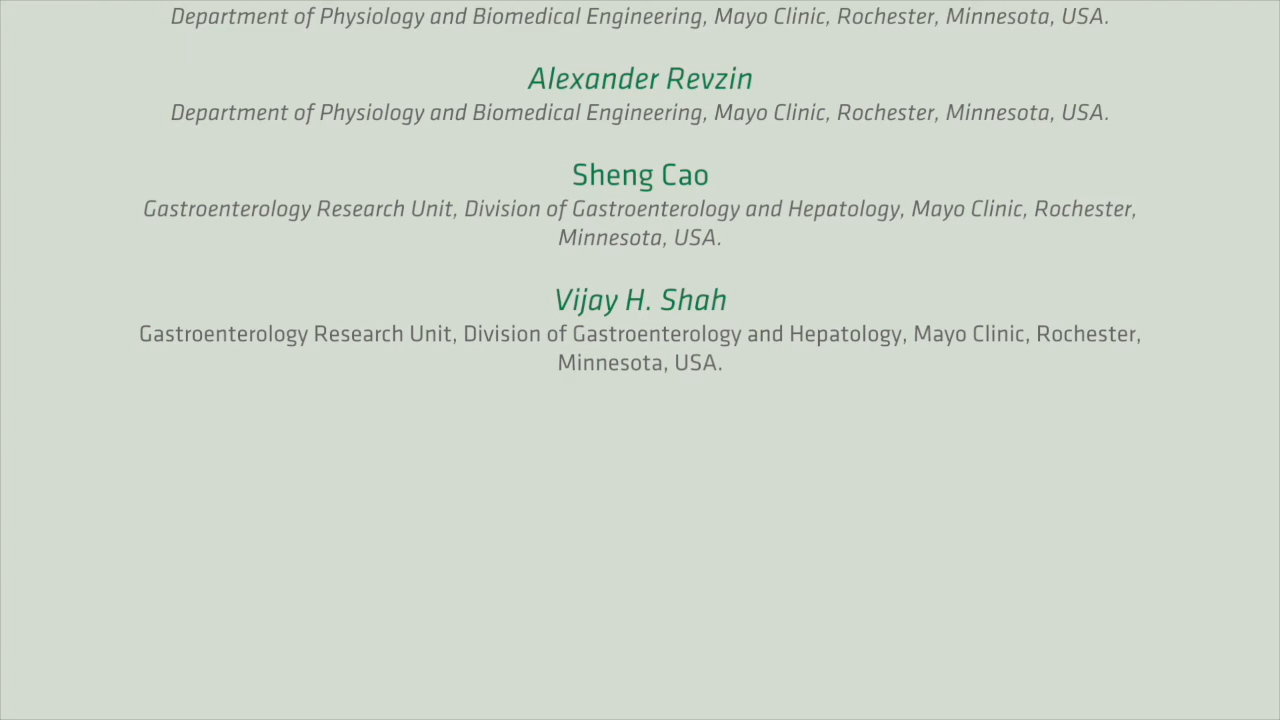 Department of Physiology and Biomedical Engineering, Mayo Clinic, Rochester, Minnesota, USA.
Alexander Revzin
Department of Physiology and Biomedical Engineering, Mayo Clinic, Rochester, Minnesota, USA.
Sheng Cao
Gastroenterology Research Unit, Division of Gastroenterology and Hepatology, Mayo Clinic, Rochester,
Minnesota, USA.
Vijay H. Shah
Gastroenterology Research Unit, Division of Gastroenterology and Hepatology, Mayo Clinic, Rochester,
Minnesota, USA.